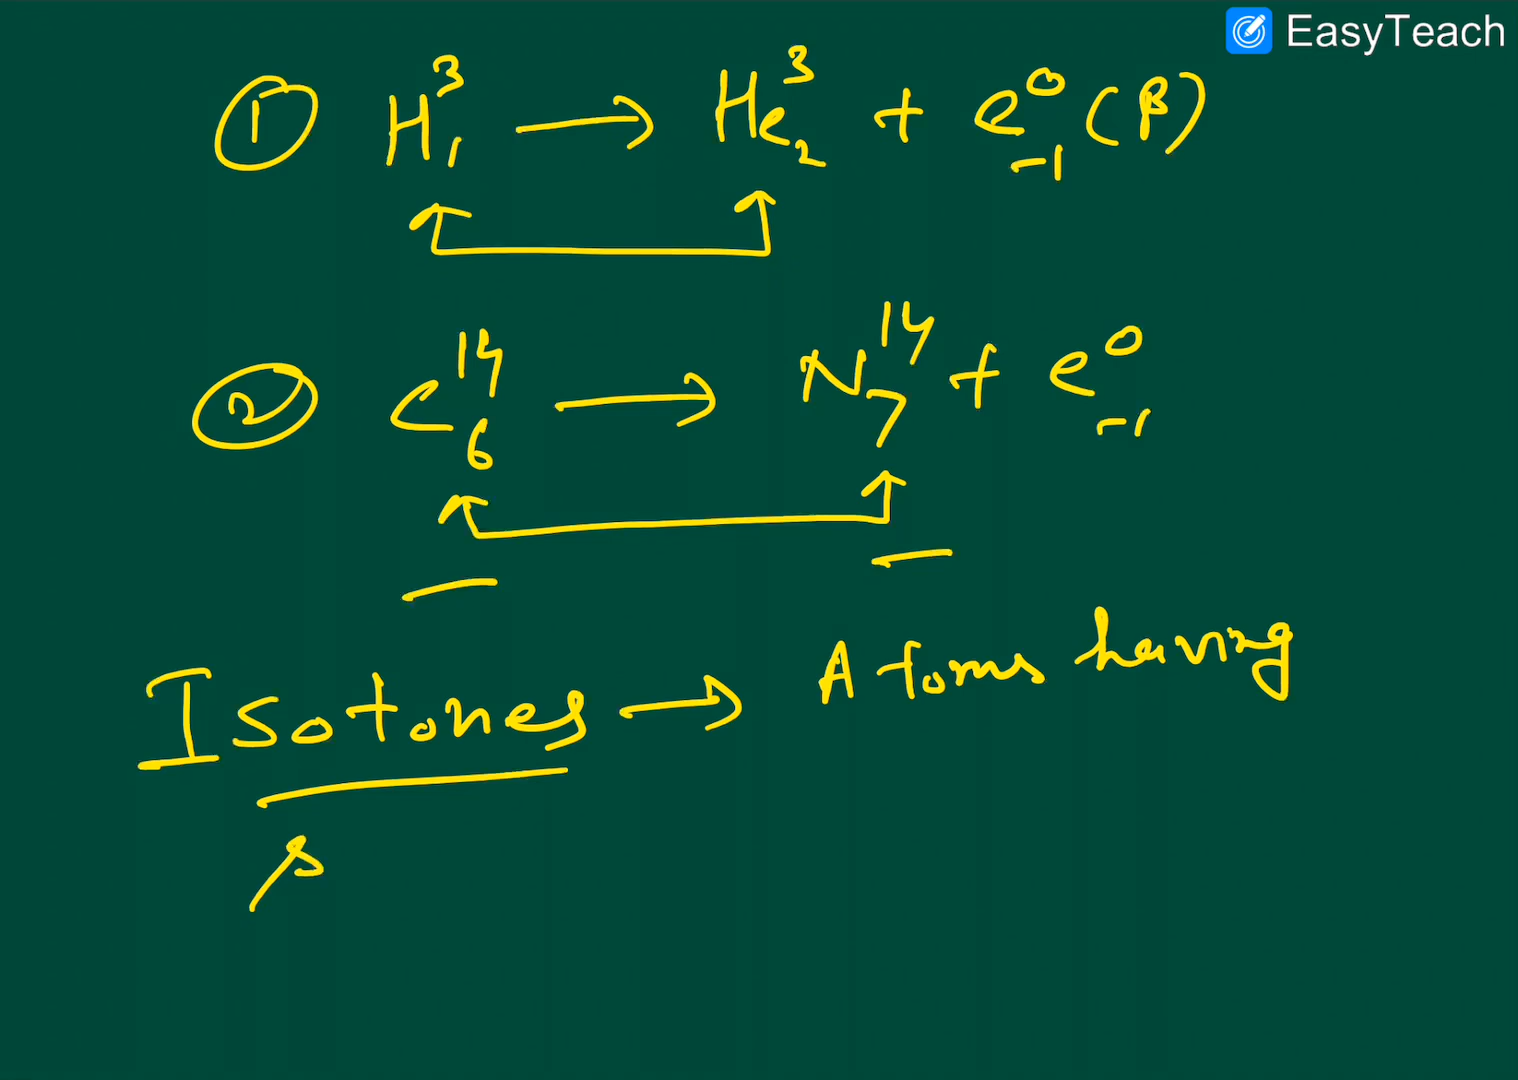 EasyTeach
① H³₁ → He³₂ + e⁰₋₁ (β)
② C¹⁴₆ → N¹⁴₇ + e⁰₋₁
Isotones → Atoms having
s